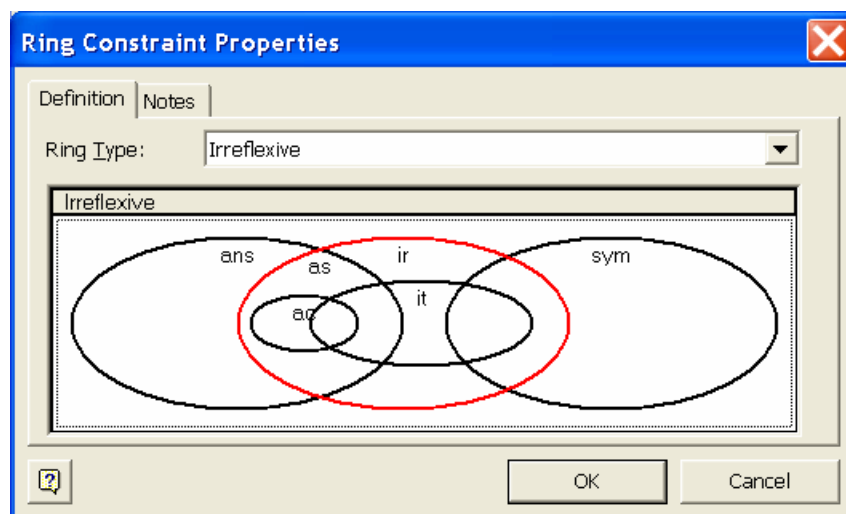 Ring Constraint Properties
Definition Notes
Ring Type: Irreflexive
Irreflexive
ans as ir sym
ac it
OK Cancel